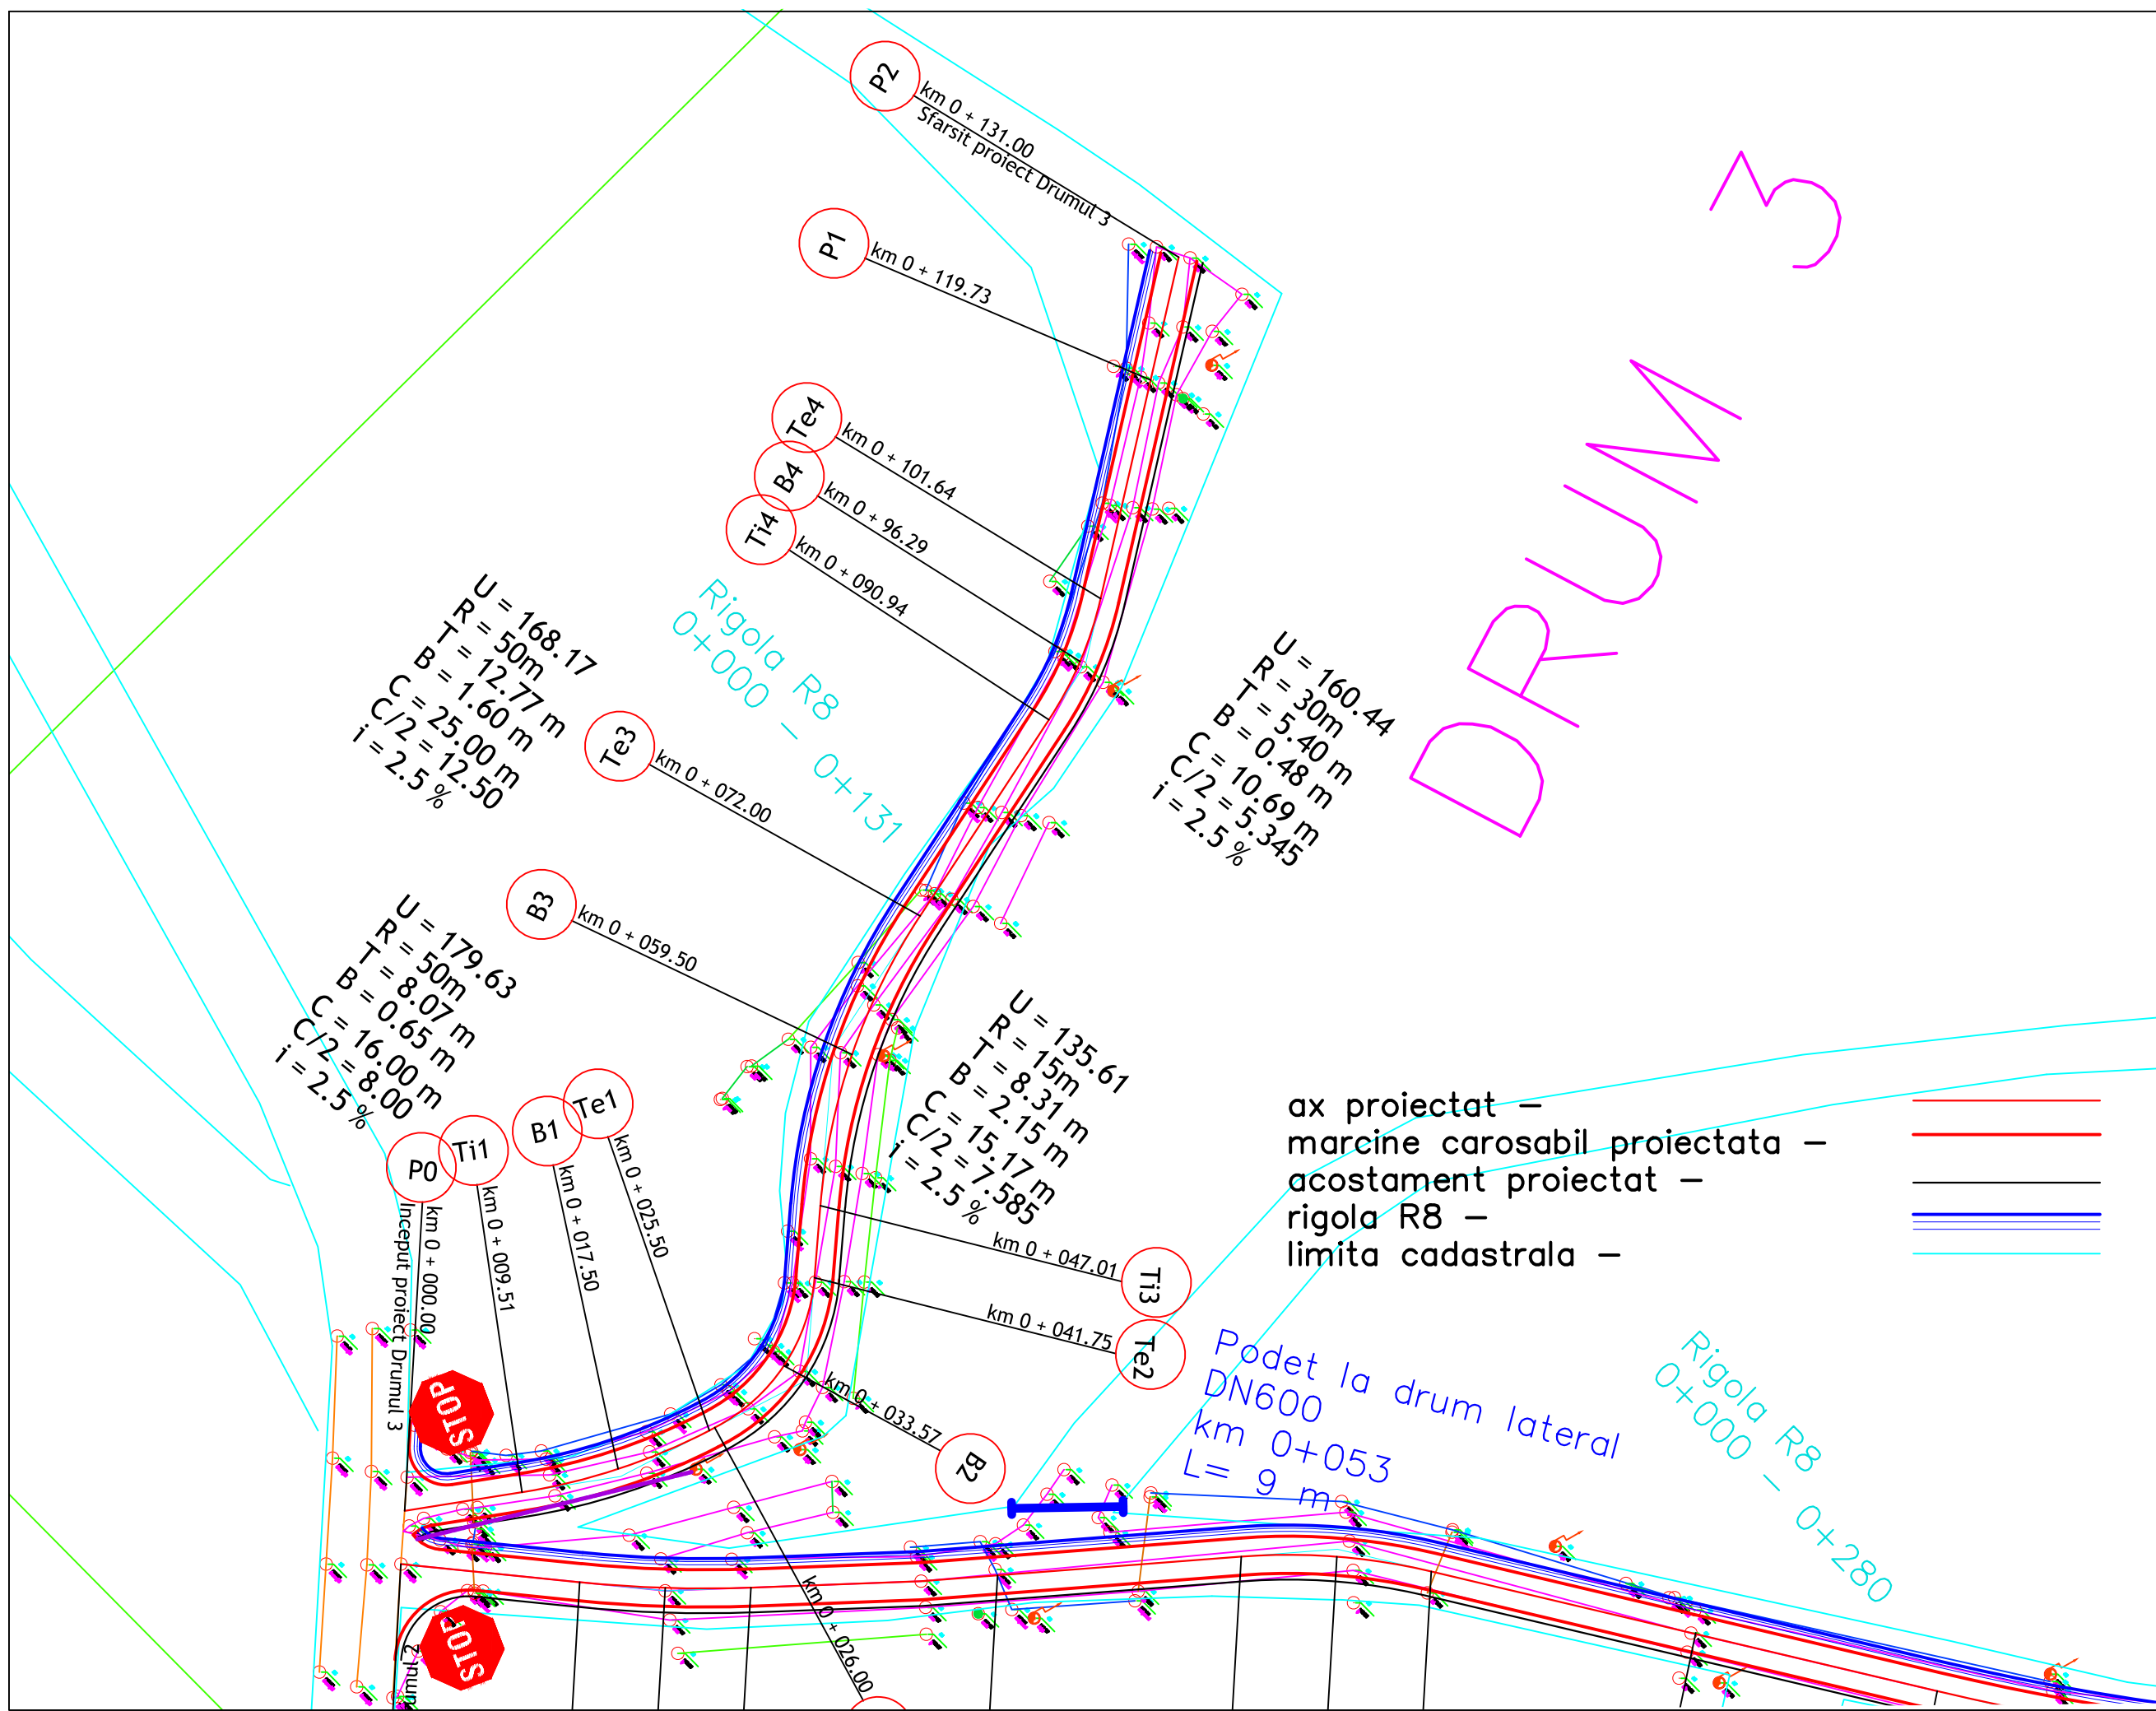 P2
km 0 + 131.00
Sfarsit proiect Drumul 3
P1
km 0 + 119.73
Te4
km 0 + 101.64
B4
km 0 + 96.29
Ti4
km 0 + 090.94
DRUM 3
Rigola R8
0+000 - 0+131
U = 168.17
R = 50m
T = 12.77 m
B = 1.60 m
C = 25.00 m
C/2 = 12.50
i = 2.5 %
U = 160.44
R = 30m
T = 5.40 m
B = 0.48 m
C = 10.69 m
C/2 = 5.345
i = 2.5 %
Te3
km 0 + 072.00
B3
km 0 + 059.50
U = 179.63
R = 50m
T = 8.07 m
B = 0.65 m
C = 16.00 m
C/2 = 8.00
i = 2.5 %
U = 135.61
R = 15m
T = 8.31 m
B = 2.15 m
C = 15.17 m
C/2 = 7.585
i = 2.5 %
P0
km 0 + 000.00
Inceput proiect Drumul 3
Ti1
km 0 + 009.51
B1
km 0 + 017.50
Te1
km 0 + 025.50
ax proiectat -
marcine carosabil proiectata -
acostament proiectat -
rigola R8 -
limita cadastrala -
km 0 + 047.01
Ti3
km 0 + 041.75
Te2
km 0 + 033.57
B2
Podet la drum lateral
DN600
km 0+053
L= 9 m
Rigola R8
0+000 - 0+280
STOP
STOP
km 0 + 026.00